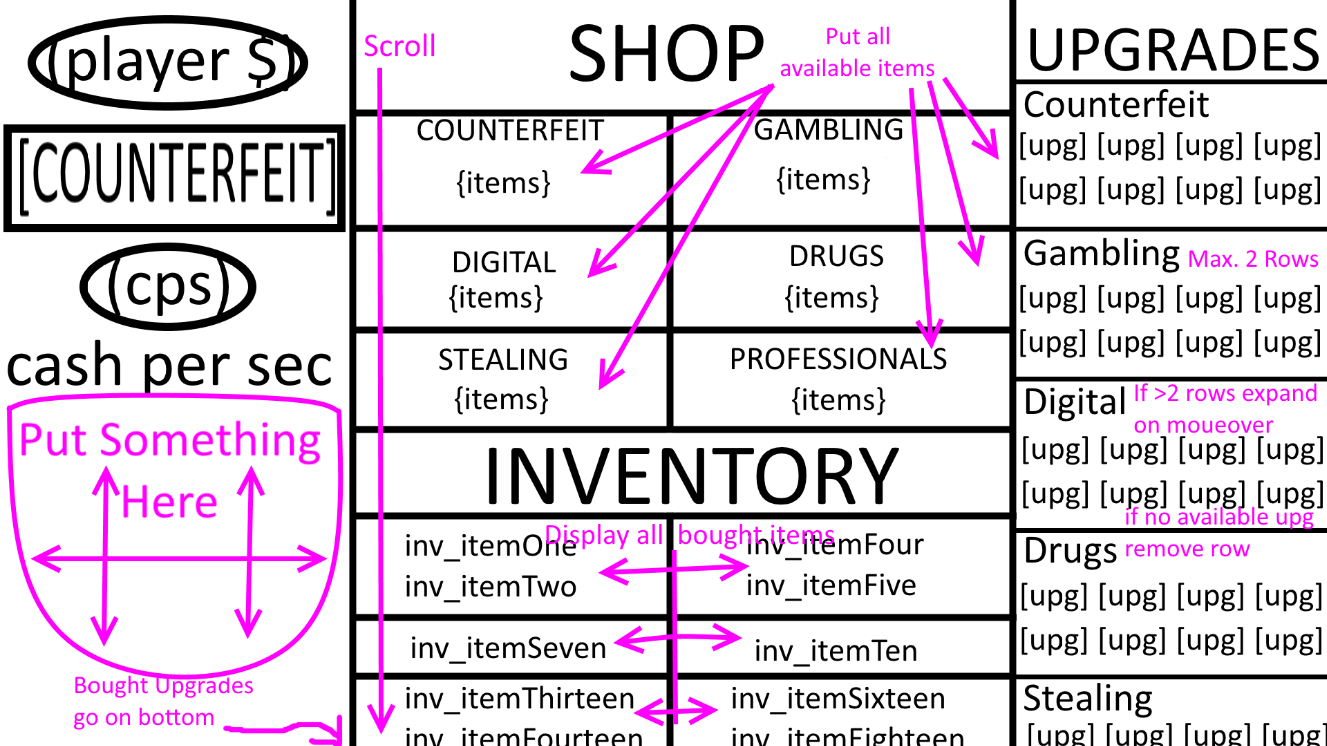 (player $)
[COUNTERFEIT]
(cps)
cash per sec
Put Something
Here
Bought Upgrades
go on bottom
Scroll
SHOP
Put all
available items
COUNTERFEIT
{items}
GAMBLING
{items}
DIGITAL
{items}
DRUGS
{items}
STEALING
{items}
PROFESSIONALS
{items}
INVENTORY
Display all bought items
inv_itemOne
inv_itemTwo
inv_itemFour
inv_itemFive
inv_itemSeven
inv_itemTen
inv_itemThirteen
inv_itemFourteen
inv_itemSixteen
inv_itemEighteen
UPGRADES
Counterfeit
[upg] [upg] [upg] [upg]
[upg] [upg] [upg] [upg]
Gambling Max. 2 Rows
[upg] [upg] [upg] [upg]
[upg] [upg] [upg] [upg]
Digital
If >2 rows expand
on moueover
[upg] [upg] [upg] [upg]
[upg] [upg] [upg] [upg]
if no available upg
remove row
Drugs
[upg] [upg] [upg] [upg]
[upg] [upg] [upg] [upg]
Stealing
[upg] [upg] [upg] [upg]